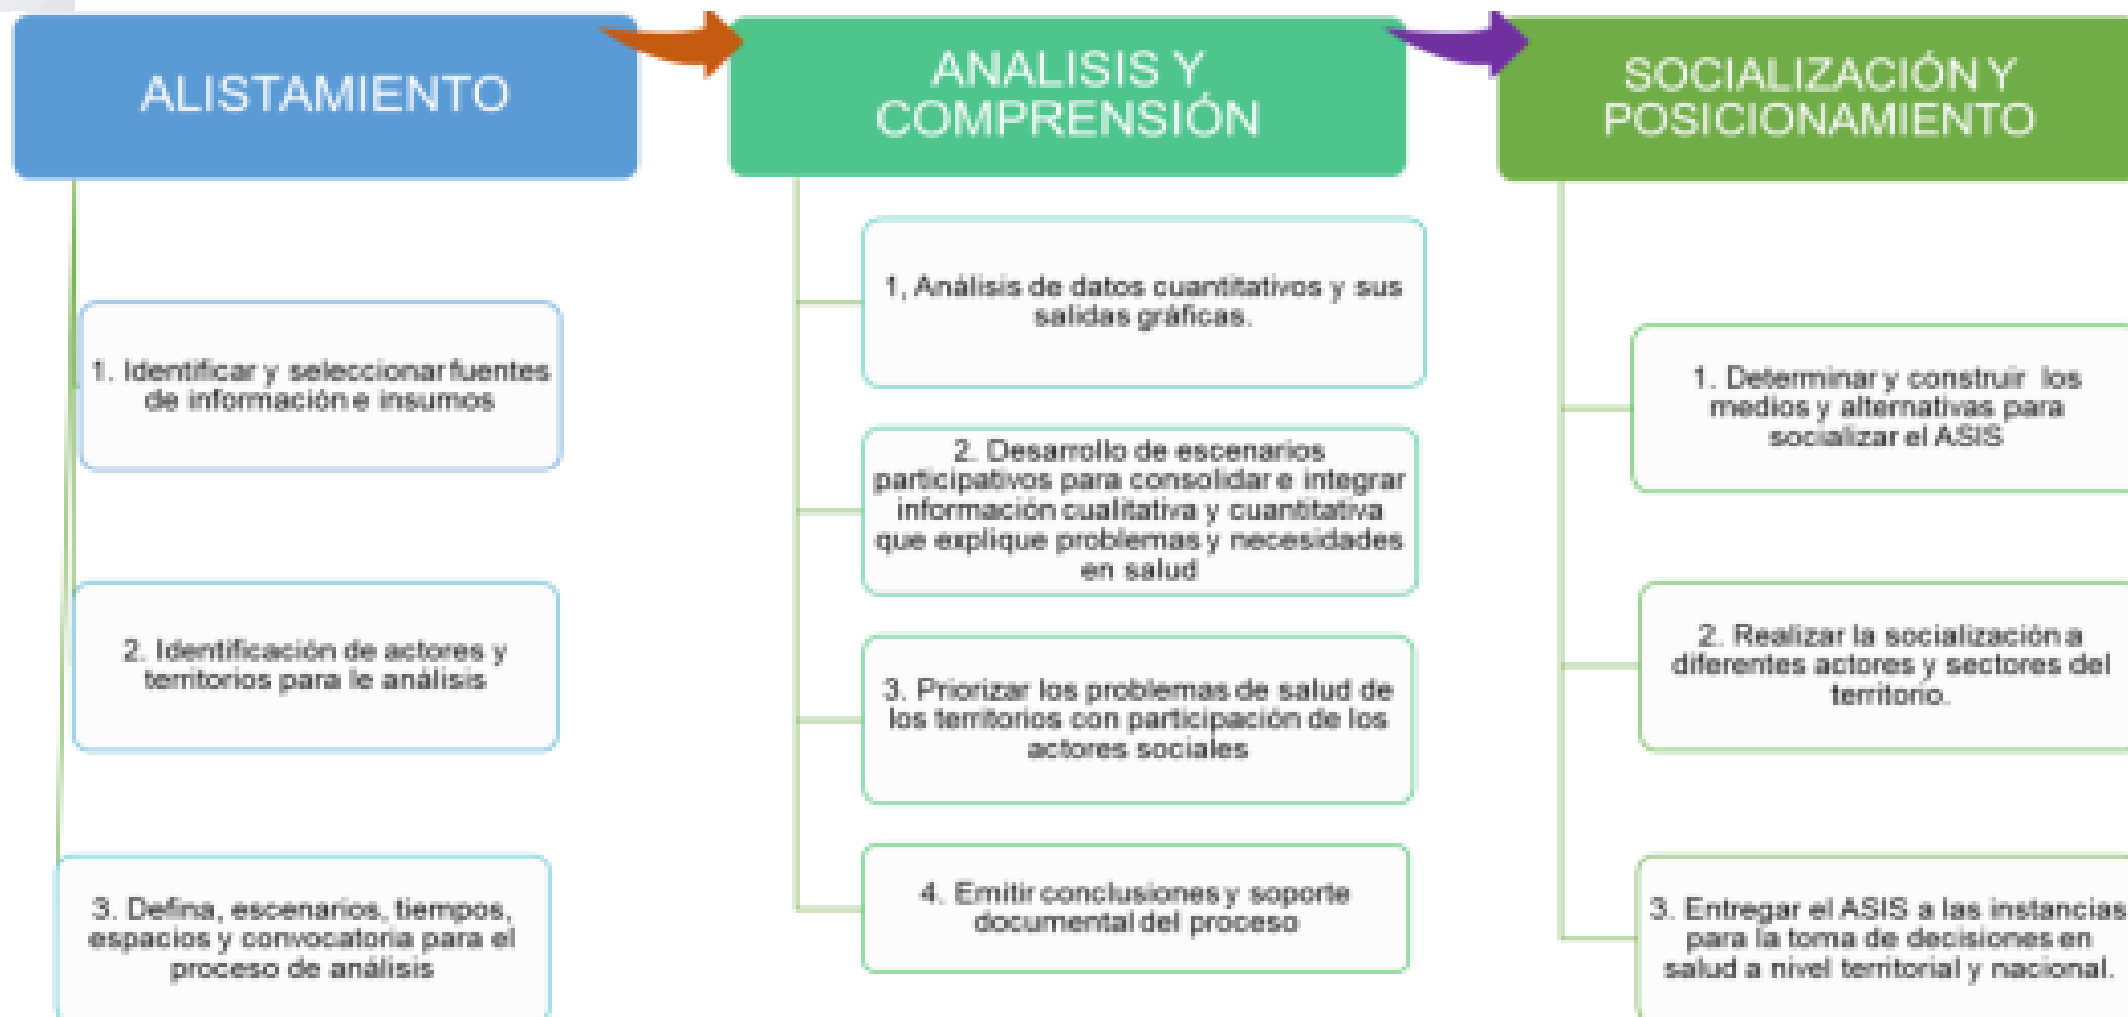 ALISTAMIENTO
1. Identificar y seleccionar fuentes
de información e insumos
2. Identificación de actores y
territorios para le análisis
3. Defina, escenarios, tiempos,
espacios y convocatoria para el
proceso de análisis
ANALISIS Y
COMPRENSIÓN
1, Análisis de datos cuantitativos y sus
salidas gráficas.
2. Desarrollo de escenarios
participativos para consolidar e integrar
información cualitativa y cuantitativa
que explique problemas y necesidades
en salud
3. Priorizar los problemas de salud de
los territorios con participación de los
actores sociales
4. Emitir conclusiones y soporte
documental del proceso
SOCIALIZACIÓN Y
POSICIONAMIENTO
1. Determinar y construir los
medios y alternativas para
socializar el ASIS
2. Realizar la socialización a
diferentes actores y sectores del
territorio.
3. Entregar el ASIS a las instancias
para la toma de decisiones en
salud a nivel territorial y nacional.